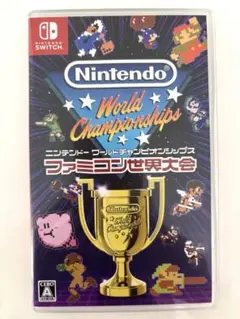 NINTENDO
SWITCH
Nintendo
World
Championships
ニンテンドー ワールドチャンピオンシップス
ファミコン世界大会
CERO
A